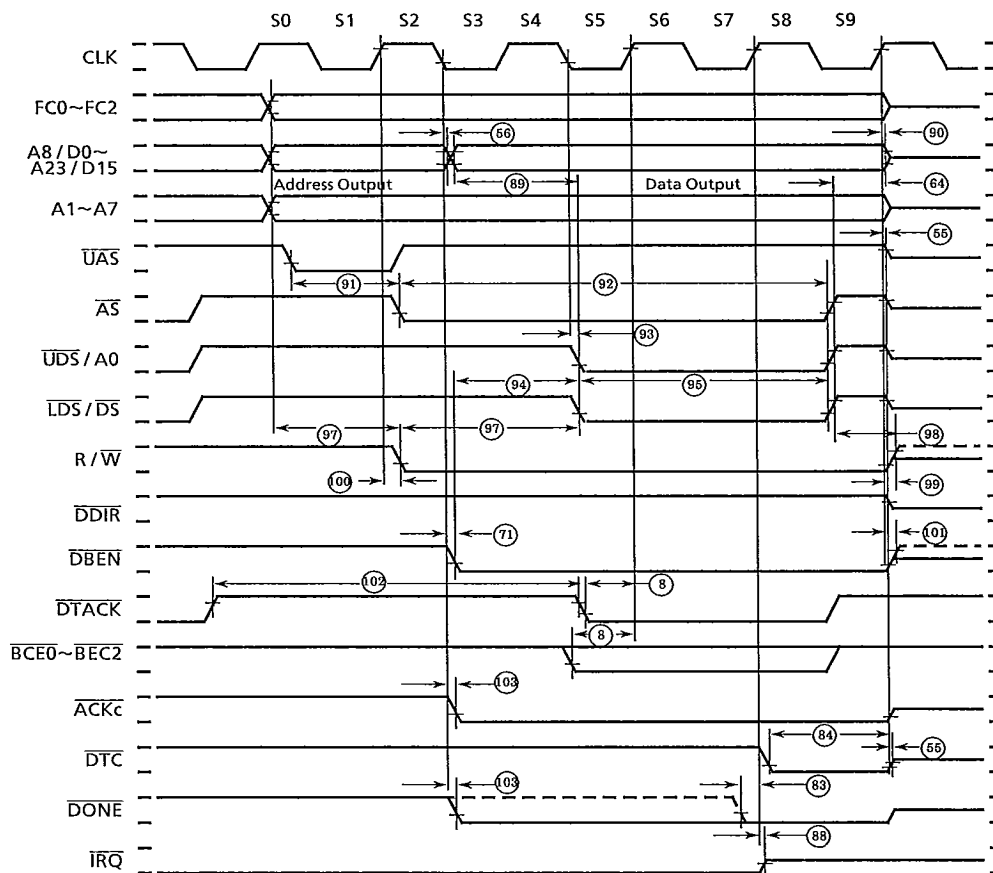 S0 S1 S2 S3 S4 S5 S6 S7 S8 S9
CLK
FC0~FC2
56
90
A8/D0~
A23/D15
89
64
Address Output
Data Output
A1~A7
55
UAS
91
92
AS
93
UDS/A0
94
95
LDS/DS
97
97
98
R/W
100
99
DDIR
71
101
DBEN
102
8
DTACK
8
BCE0~BEC2
103
ACKc
84
55
DTC
103
83
DONE
88
IRQ